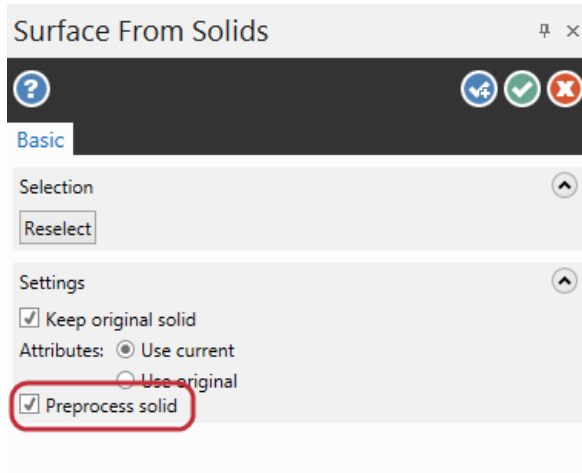 Surface From Solids
Basic
Selection
Reselect
Settings
Keep original solid
Attributes: Use current
Use original
Preprocess solid